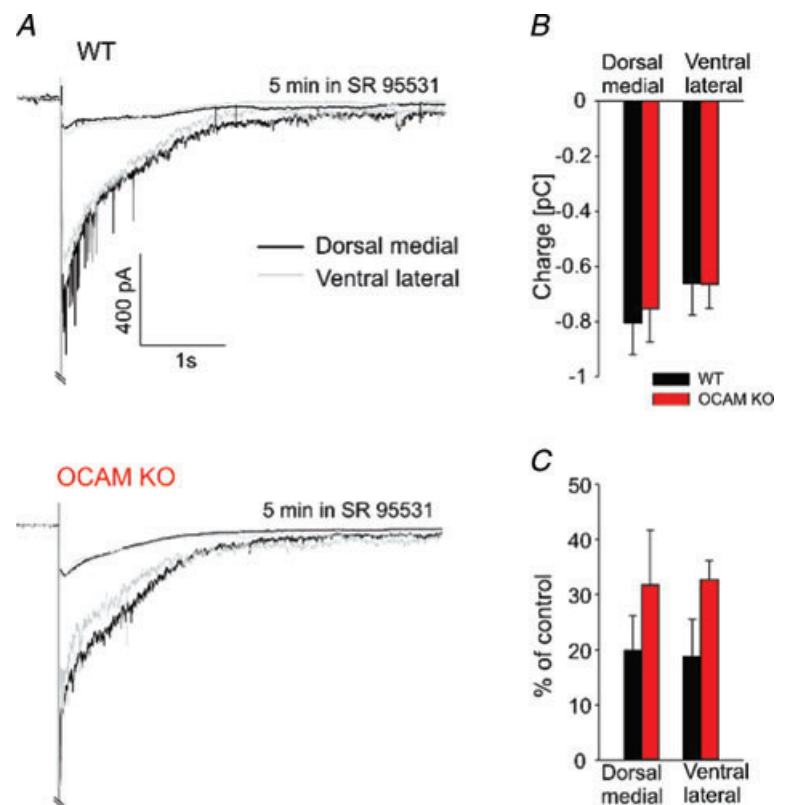 A
WT
5 min in SR 95531
Dorsal medial
Ventral lateral
400 pA
1s
OCAM KO
5 min in SR 95531
B
Dorsal Ventral
medial lateral
0
-0.2
-0.4
-0.6
-0.8
-1
Charge [pC]
WT
OCAM KO
C
50
40
30
20
10
0
% of control
Dorsal Ventral
medial lateral